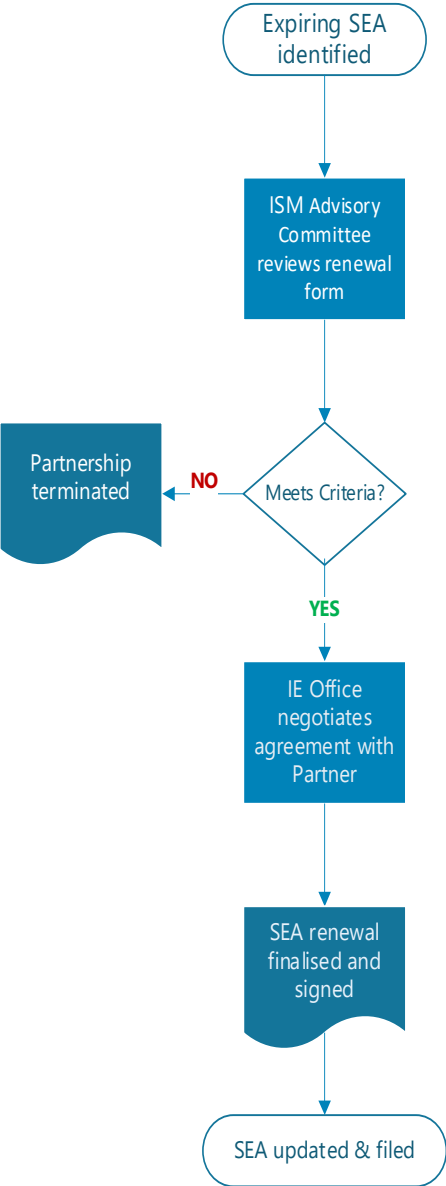 Expiring SEA
identified
ISM Advisory
Committee
reviews renewal
form
Partnership
terminated
NO
Meets Criteria?
YES
IE Office
negotiates
agreement with
Partner
SEA renewal
finalised and
signed
SEA updated & filed